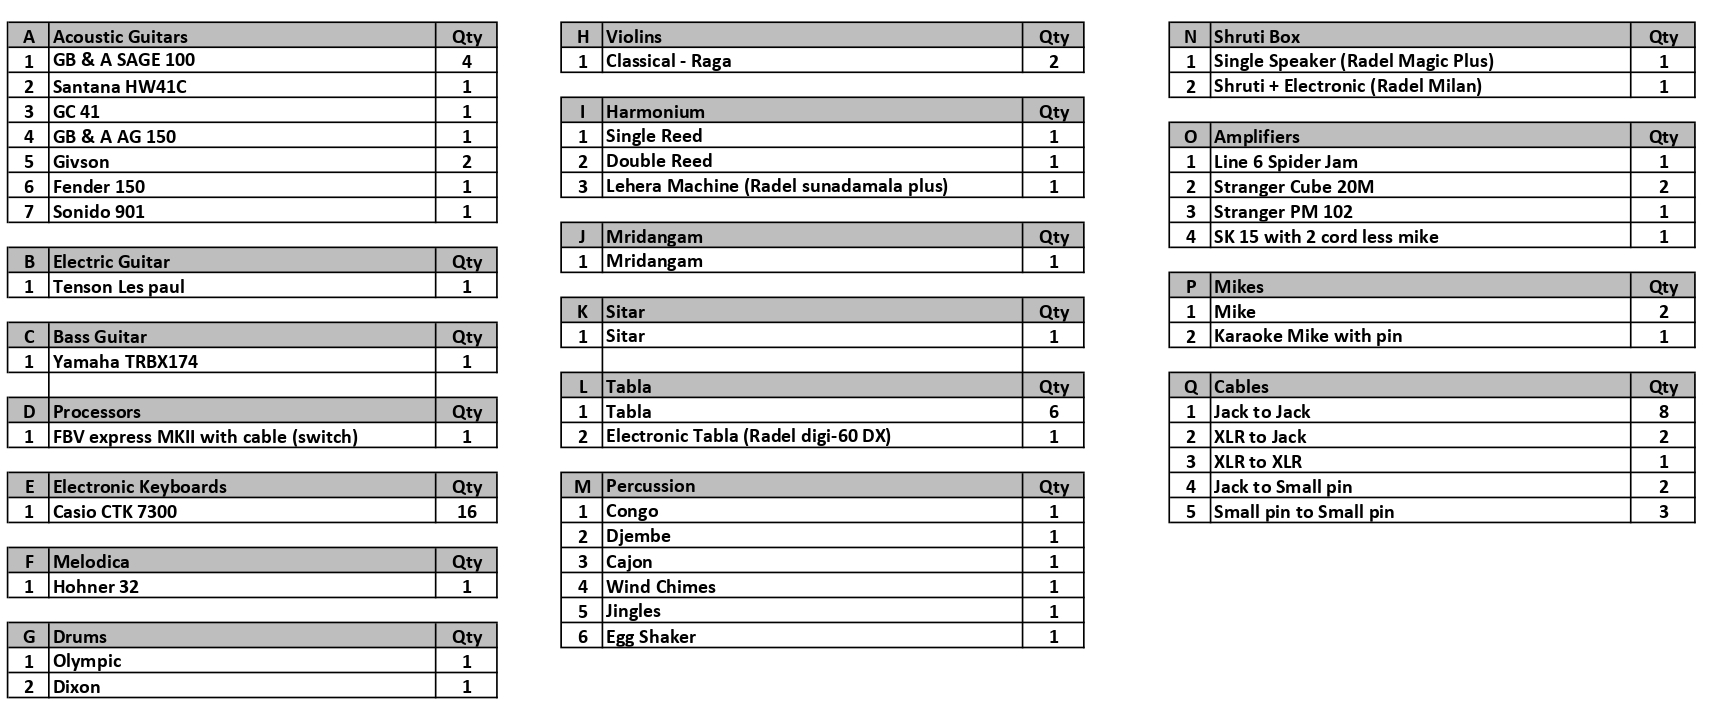 A Acoustic Guitars Qty
1 GB & A SAGE 100 4
2 Santana HW41C 1
3 GC 41 1
4 GB & A AG 150 1
5 Givson 2
6 Fender 150 1
7 Sonido 901 1
B Electric Guitar Qty
1 Tenson Les paul 1
C Bass Guitar Qty
1 Yamaha TRBX174 1
D Processors Qty
1 FBV express MKII with cable (switch) 1
E Electronic Keyboards Qty
1 Casio CTK 7300 16
F Melodica Qty
1 Hohner 32 1
G Drums Qty
1 Olympic 1
2 Dixon 1
H Violins Qty
1 Classical - Raga 2
I Harmonium Qty
1 Single Reed 1
2 Double Reed 1
3 Lehera Machine (Radel sunadamala plus) 1
J Mridangam Qty
1 Mridangam 1
K Sitar Qty
1 Sitar 1
L Tabla Qty
1 Tabla 6
2 Electronic Tabla (Radel digi-60 DX) 1
M Percussion Qty
1 Congo 1
2 Djembe 1
3 Cajon 1
4 Wind Chimes 1
5 Jingles 1
6 Egg Shaker 1
N Shruti Box Qty
1 Single Speaker (Radel Magic Plus) 1
2 Shruti + Electronic (Radel Milan) 1
O Amplifiers Qty
1 Line 6 Spider Jam 1
2 Stranger Cube 20M 2
3 Stranger PM 102 1
4 SK 15 with 2 cord less mike 1
P Mikes Qty
1 Mike 2
2 Karaoke Mike with pin 1
Q Cables Qty
1 Jack to Jack 8
2 XLR to Jack 2
3 XLR to XLR 1
4 Jack to Small pin 2
5 Small pin to Small pin 3